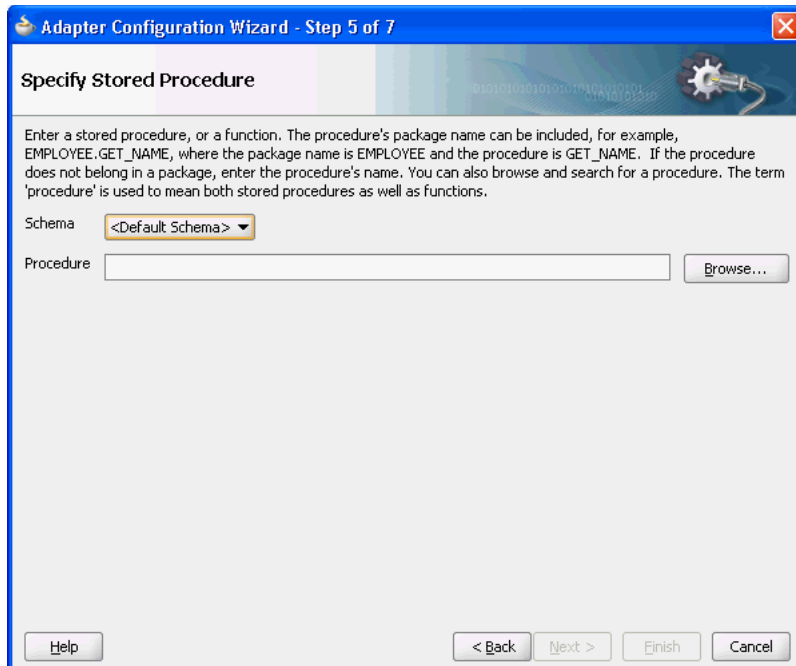 Adapter Configuration Wizard - Step 5 of 7
Specify Stored Procedure
Enter a stored procedure, or a function. The procedure's package name can be included, for example,
EMPLOYEE.GET_NAME, where the package name is EMPLOYEE and the procedure is GET_NAME. If the procedure
does not belong in a package, enter the procedure's name. You can also browse and search for a procedure. The term
'procedure' is used to mean both stored procedures as well as functions.
Schema <Default Schema>
Procedure Browse...
Help < Back Next > Finish Cancel